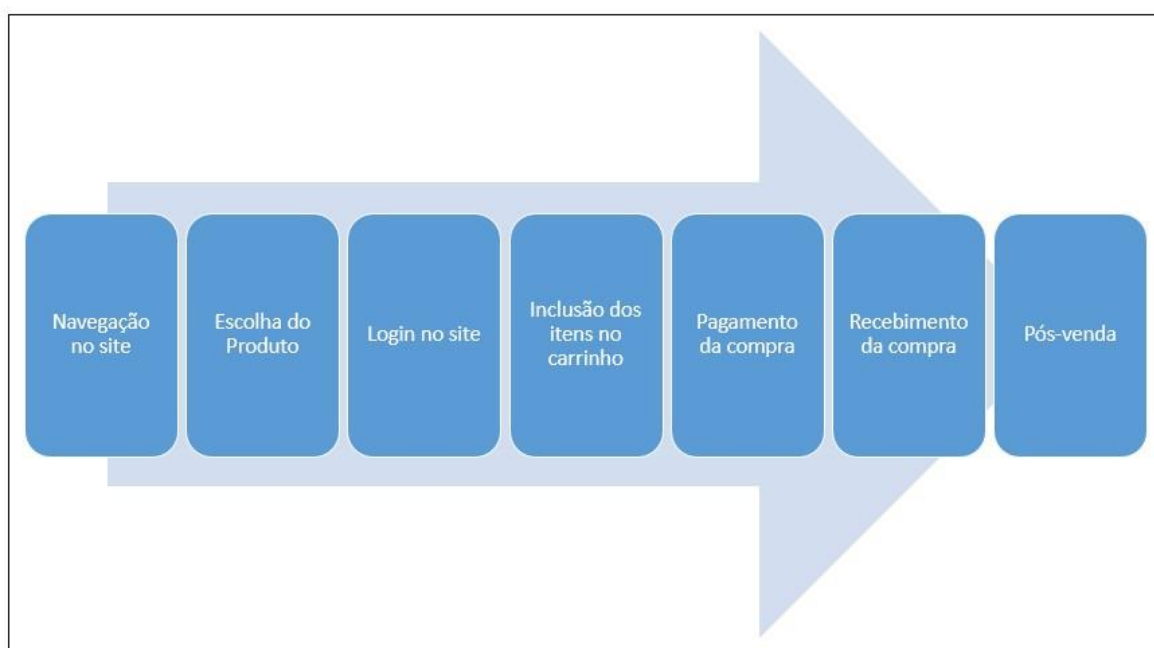 Navegação
no site
Escolha do
Produto
Login no site
Inclusão dos
itens no
carrinho
Pagamento
da compra
Recebimento
da compra
Pós-venda